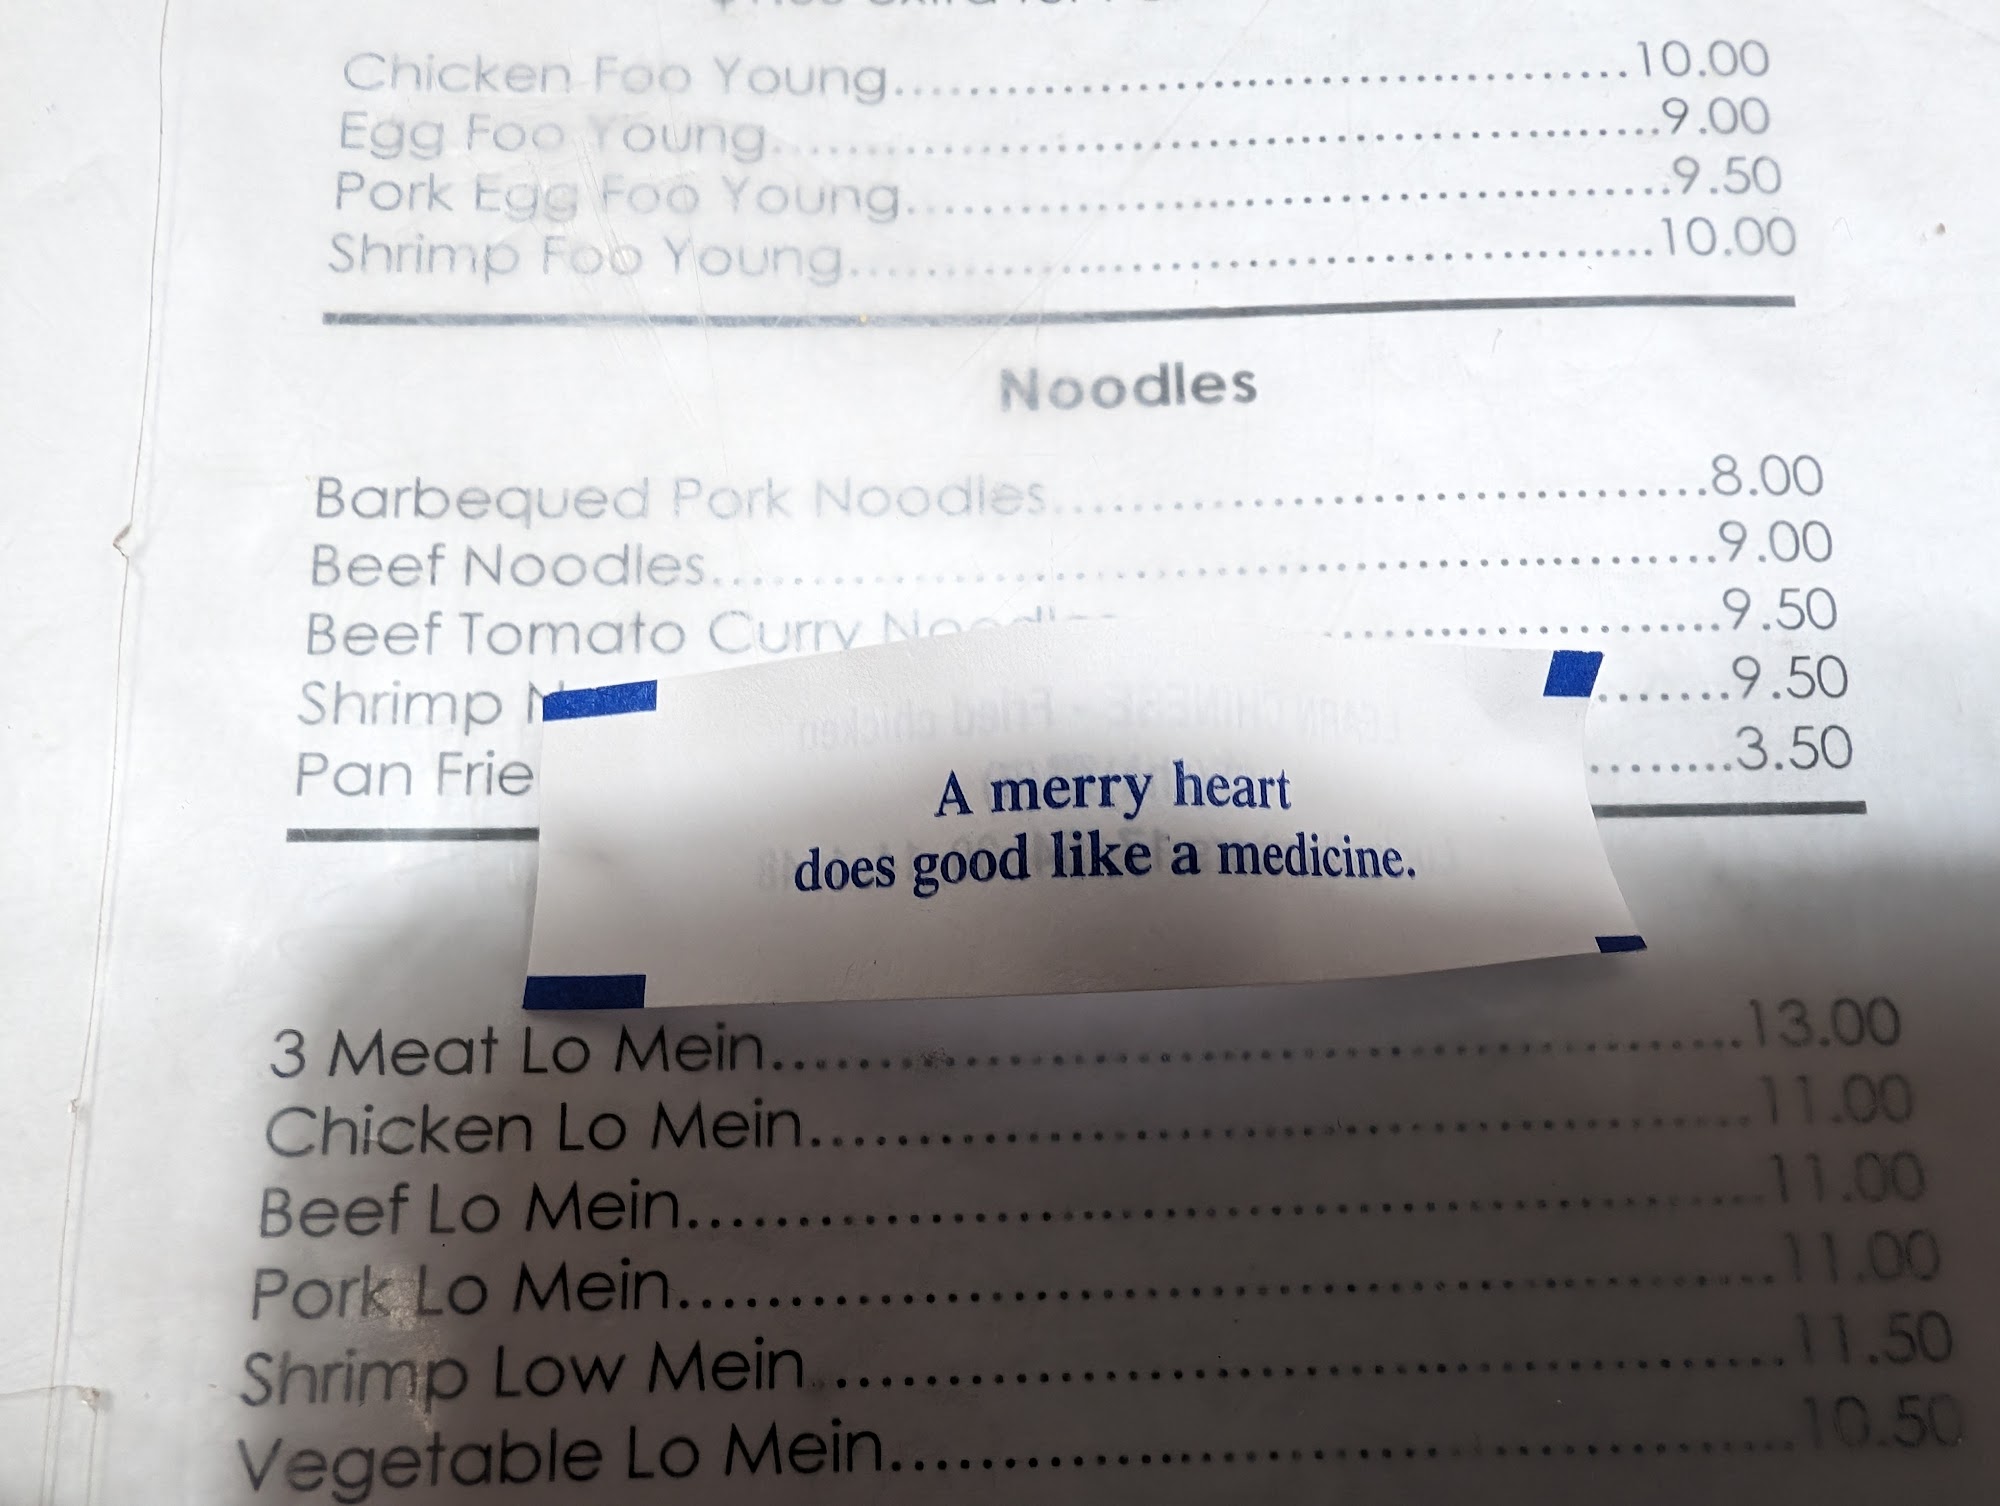 Chicken Foo Young....................................10.00
Egg Foo Young..........................................9.00
Pork Egg Foo Young....................................9.50
Shrimp Foo Young.....................................10.00
Noodles
Barbequed Pork Noodles...............................8.00
Beef Noodles............................................9.00
Beef Tomato Curry Noodles...................9.50
Shrimp .......9.50
Pan ........3.50
A merry heart
does good like a medicine.
3 Meat Lo Mein..........................................13.00
Chicken Lo Mein........................................11.00
Beef Lo Mein.............................................11.00
Pork Lo Mein..............................................11.00
Shrimp Low Mein ........................................11.50
Vegetable Lo Mein.....................................10.50